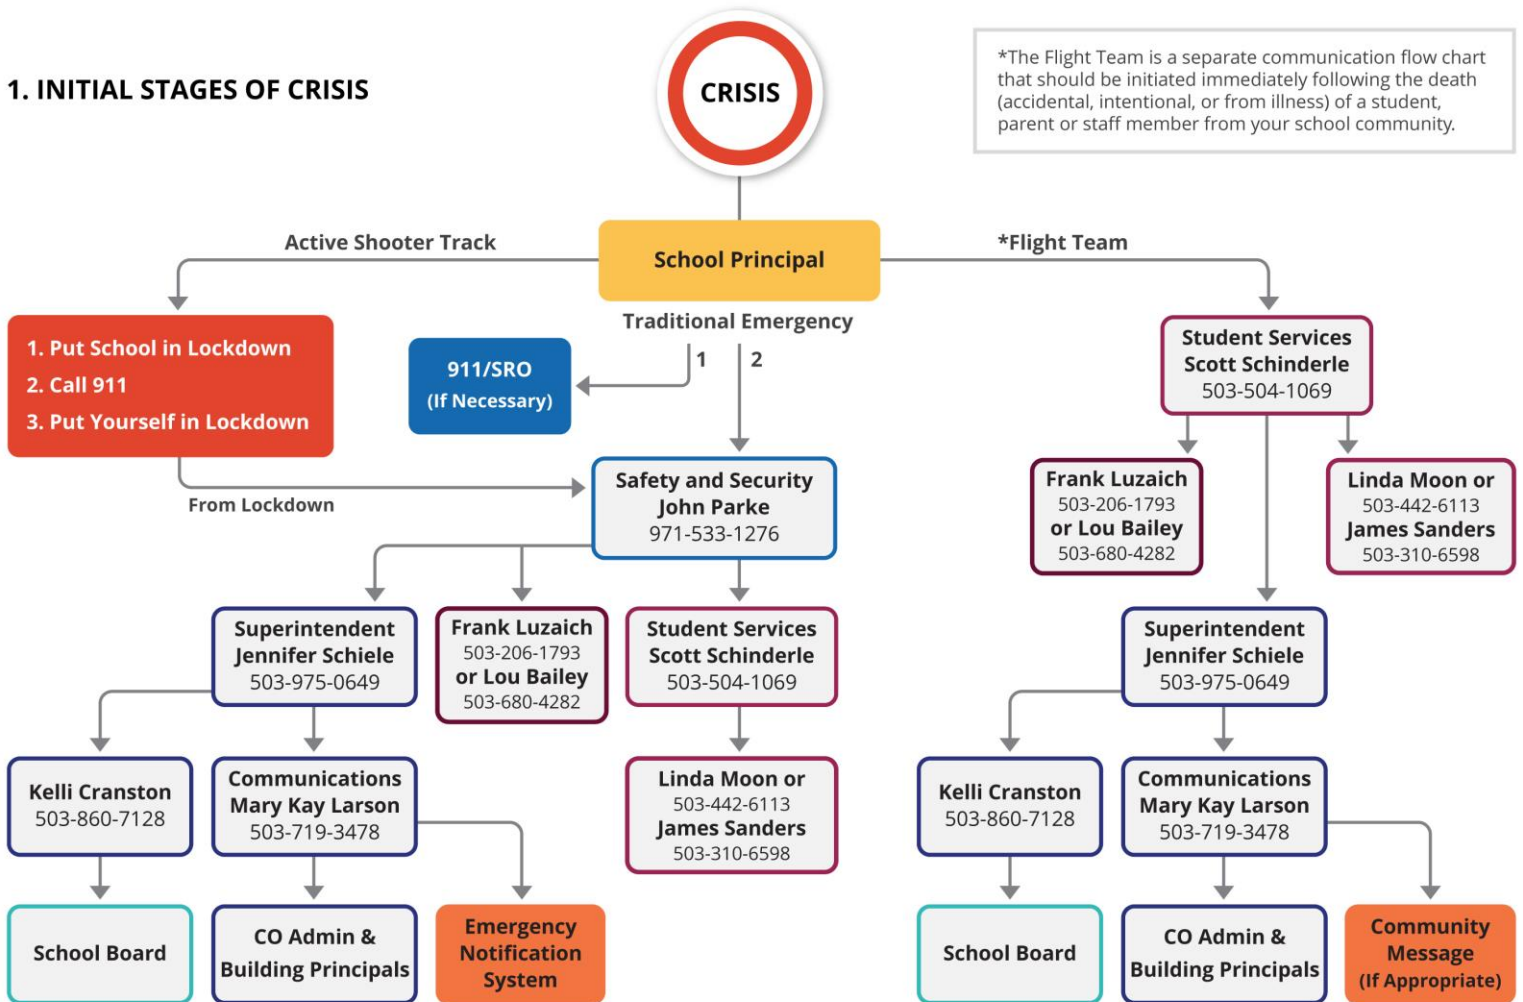 1. INITIAL STAGES OF CRISIS
CRISIS
*The Flight Team is a separate communication flow chart
that should be initiated immediately following the death
(accidental, intentional, or from illness) of a student,
parent or staff member from your school community.
Active Shooter Track
School Principal
*Flight Team
Traditional Emergency
1. Put School in Lockdown
2. Call 911
3. Put Yourself in Lockdown
911/SRO
(If Necessary)
1
2
Student Services
Scott Schinderle
503-504-1069
From Lockdown
Safety and Security
John Parke
971-533-1276
Frank Luzaich
503-206-1793
or Lou Bailey
503-680-4282
Linda Moon or
503-442-6113
James Sanders
503-310-6598
Superintendent
Jennifer Schiele
503-975-0649
Frank Luzaich
503-206-1793
or Lou Bailey
503-680-4282
Student Services
Scott Schinderle
503-504-1069
Superintendent
Jennifer Schiele
503-975-0649
Kelli Cranston
503-860-7128
Communications
Mary Kay Larson
503-719-3478
Linda Moon or
503-442-6113
James Sanders
503-310-6598
Kelli Cranston
503-860-7128
Communications
Mary Kay Larson
503-719-3478
School Board
CO Admin &
Building Principals
Emergency
Notification
System
School Board
CO Admin &
Building Principals
Community
Message
(If Appropriate)